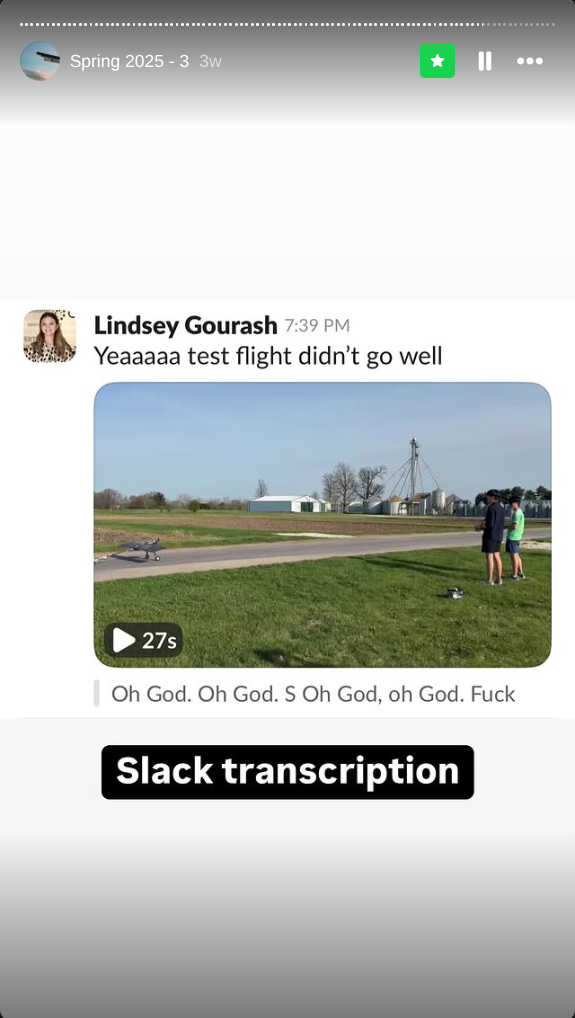 Spring 2025 - 3 3w
Lindsey Gourash 7:39 PM
Yeaaaaa test flight didn’t go well
27s
Oh God. Oh God. S Oh God, oh God. Fuck
Slack transcription